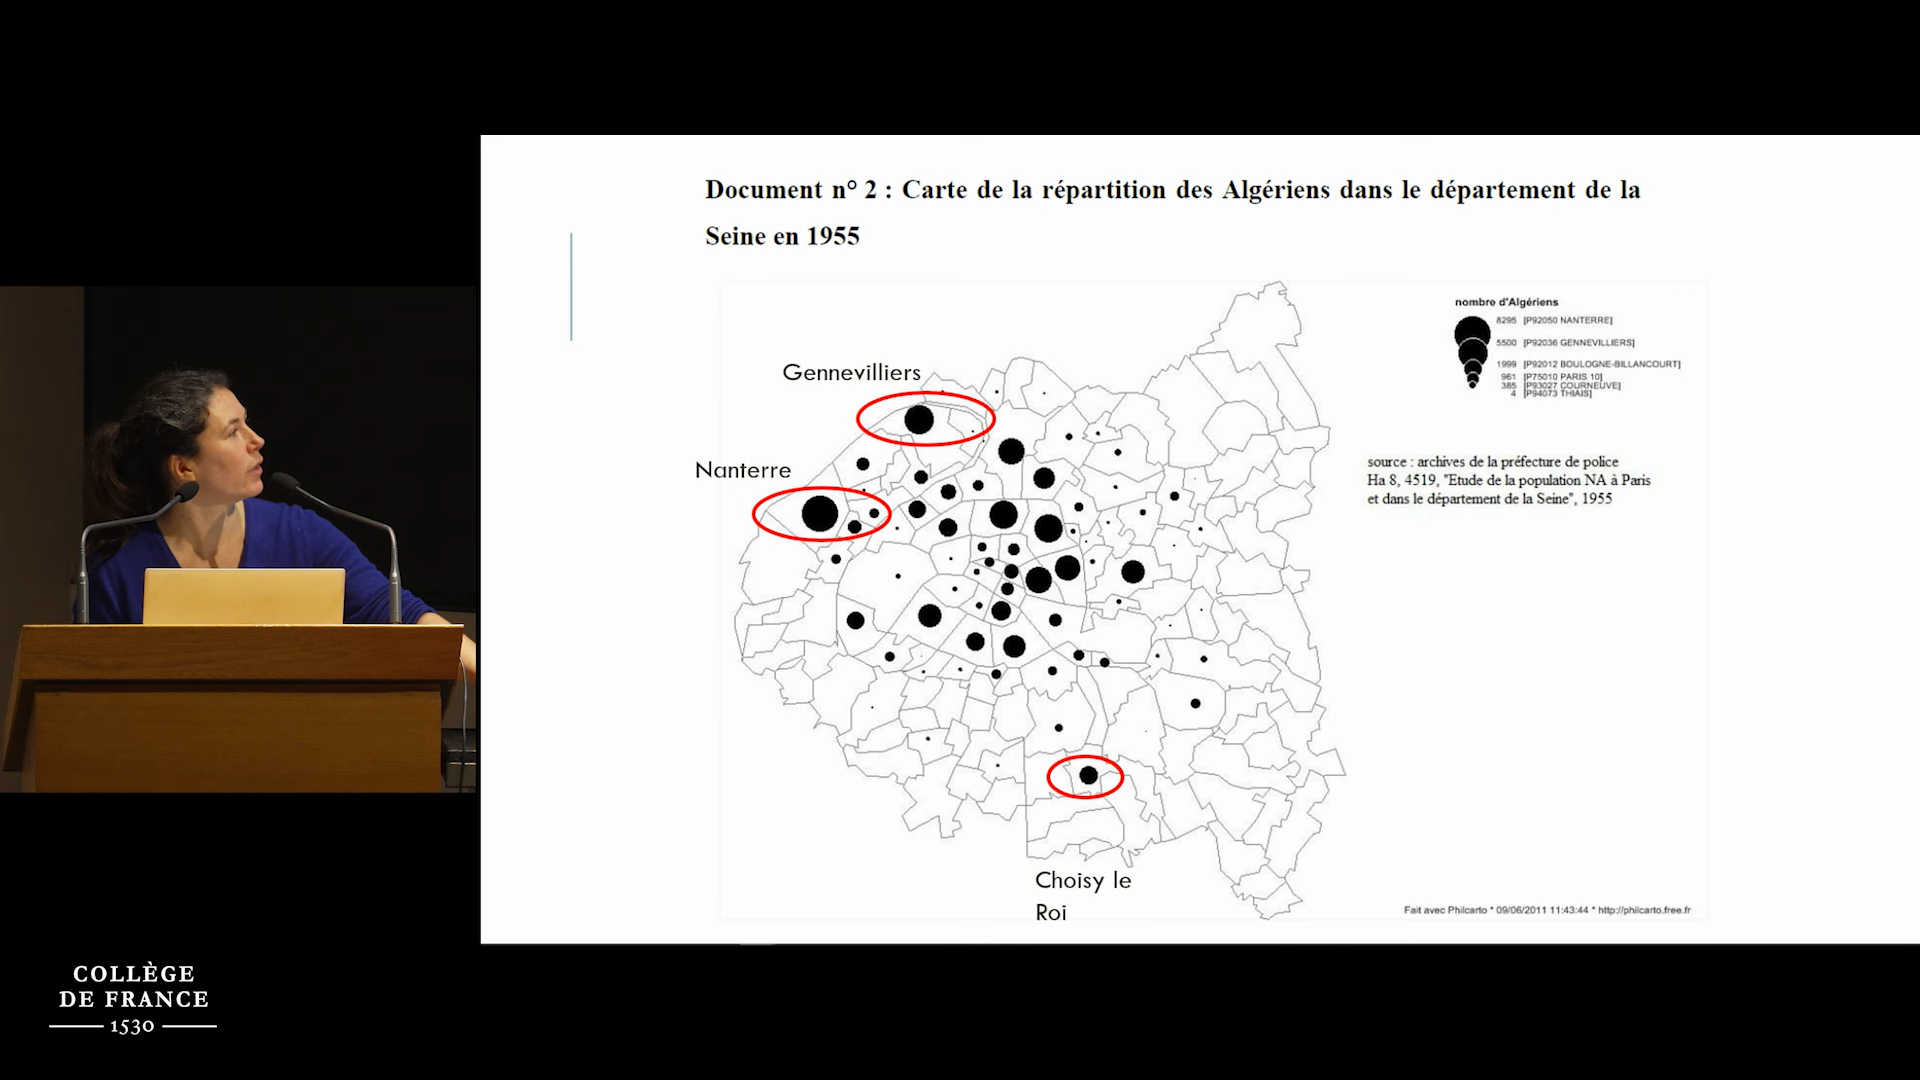 Document n° 2 : Carte de la répartition des Algériens dans le département de la
Seine en 1955
nombre d'Algériens
8295 [P92050 NANTERRE]
5500 [P92036 GENNEVILLIERS]
1999 [P92012 BOULOGNE-BILLANCOURT]
961 [P75010 PARIS 10]
385 [P93027 COURNEUVE]
4 [P94073 THIAIS]
Gennevilliers
Nanterre
source : archives de la préfecture de police
Ha 8, 4519, "Etude de la population NA à Paris
et dans le département de la Seine", 1955
Choisy le
Roi
Fait avec Philcarto * 09/06/2011 11:43:44 * http://philcarto.free.fr
COLLÈGE
DE FRANCE
1530